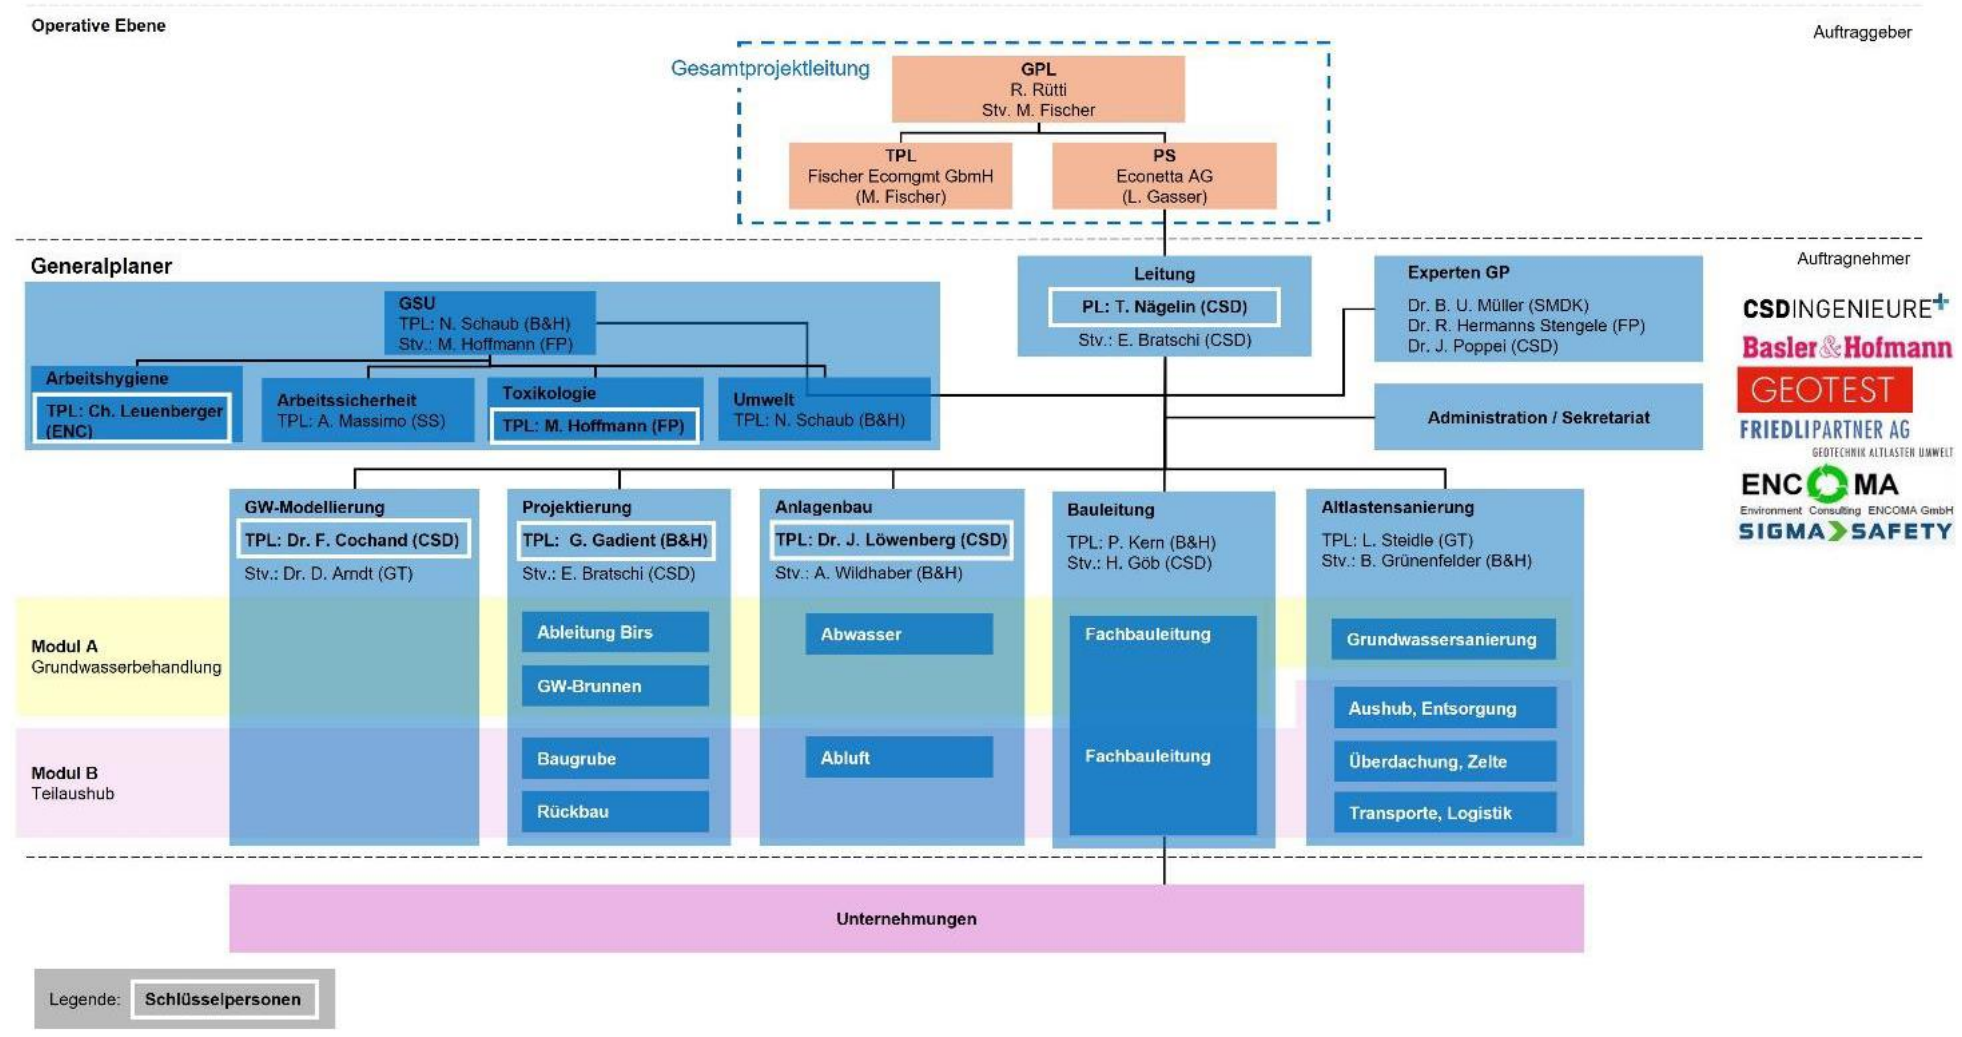 Operative Ebene
Auftraggeber
Gesamtprojektleitung
GPL
R. Rütti
Stv. M. Fischer
TPL
Fischer Ecomgmt GbmH
(M. Fischer)
PS
Econetta AG
(L. Gasser)
Generalplaner
Auftragnehmer
GSU
TPL: N. Schaub (B&H)
Stv.: M. Hoffmann (FP)
Arbeitshygiene
TPL: Ch. Leuenberger
(ENC)
Arbeitssicherheit
TPL: A. Massimo (SS)
Toxikologie
TPL: M. Hoffmann (FP)
Umwelt
TPL: N. Schaub (B&H)
Leitung
PL: T. Nägelin (CSD)
Stv.: E. Bratschi (CSD)
Experten GP
Dr. B. U. Müller (SMDK)
Dr. R. Hermanns Stengele (FP)
Dr. J. Poppei (CSD)
Administration / Sekretariat
CSDINGENIEURE+
Basler & Hofmann
GEOTEST
FRIEDLIPARTNER AG
GEOTECHNIK ALTLASTEN UMWELT
ENCOMA
Environment Consulting ENCOMA GmbH
SIGMA SAFETY
GW-Modellierung
TPL: Dr. F. Cochand (CSD)
Stv.: Dr. D. Arndt (GT)
Projektierung
TPL: G. Gadient (B&H)
Stv.: E. Bratschi (CSD)
Anlagenbau
TPL: Dr. J. Löwenberg (CSD)
Stv.: A. Wildhaber (B&H)
Bauleitung
TPL: P. Kern (B&H)
Stv.: H. Göb (CSD)
Altlastensanierung
TPL: L. Steidle (GT)
Stv.: B. Grünenfelder (B&H)
Modul A
Grundwasserbehandlung
Ableitung Birs
GW-Brunnen
Abwasser
Fachbauleitung
Grundwassersanierung
Aushub, Entsorgung
Modul B
Teilaushub
Baugrube
Rückbau
Abluft
Fachbauleitung
Überdachung, Zelte
Transporte, Logistik
Unternehmungen
Legende:
Schlüsselpersonen